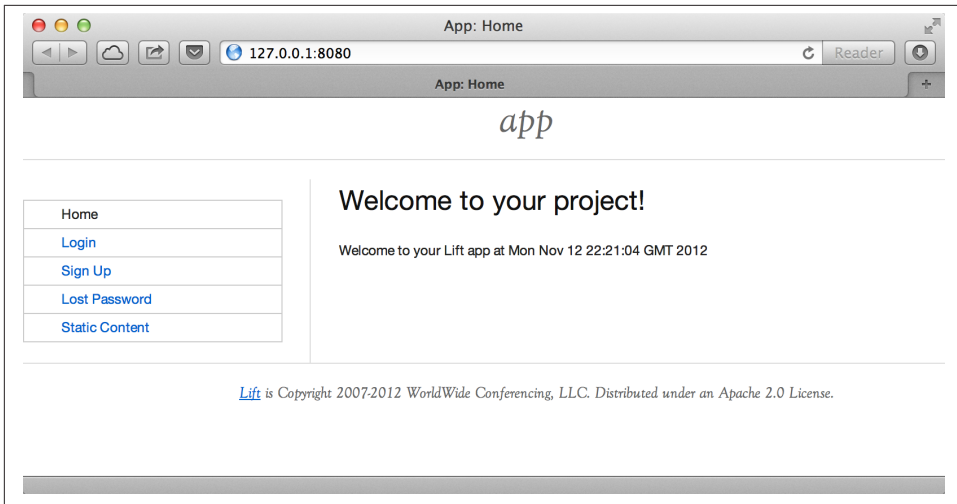 App: Home
127.0.0.1:8080
Reader
App: Home
app
Home
Login
Sign Up
Lost Password
Static Content
Welcome to your project!
Welcome to your Lift app at Mon Nov 12 22:21:04 GMT 2012
Lift is Copyright 2007-2012 WorldWide Conferencing, LLC. Distributed under an Apache 2.0 License.